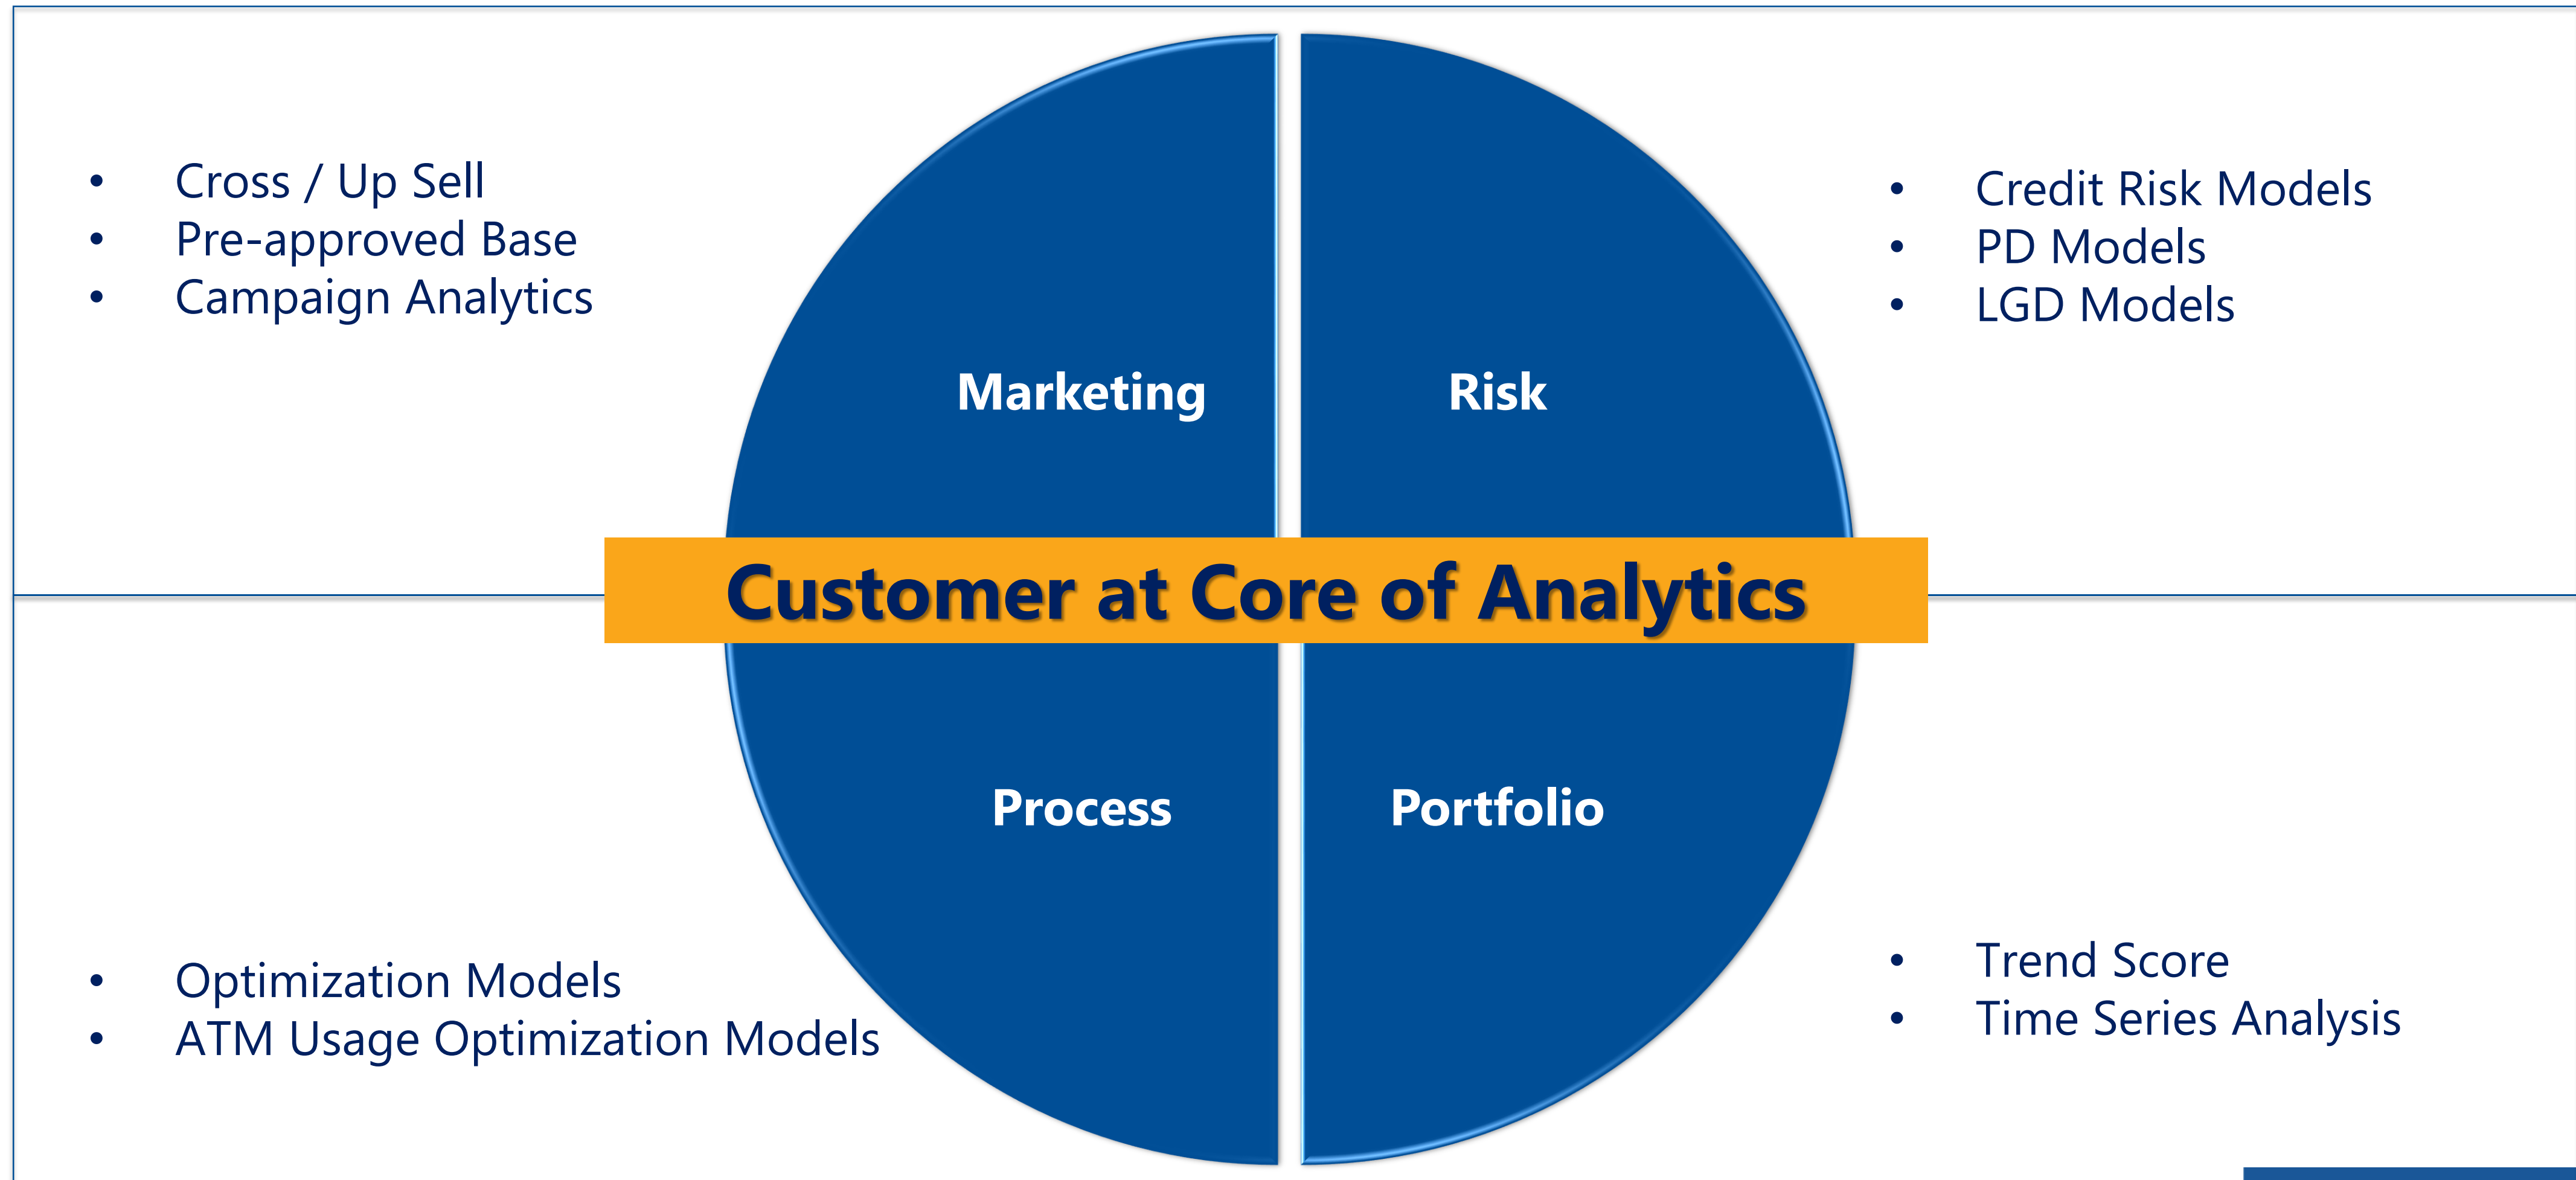 • Cross / Up Sell
• Pre-approved Base
• Campaign Analytics
• Credit Risk Models
• PD Models
• LGD Models
Marketing
Risk
Customer at Core of Analytics
Process
Portfolio
• Optimization Models
• ATM Usage Optimization Models
• Trend Score
• Time Series Analysis